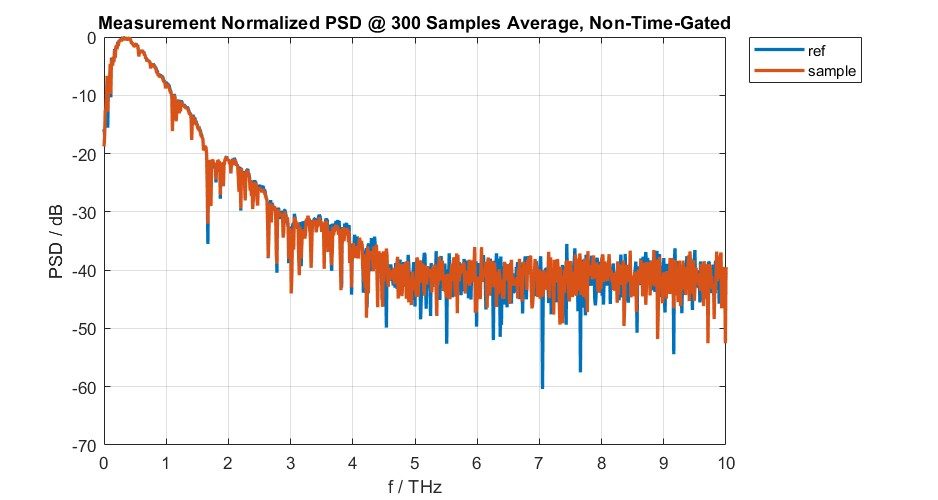 Measurement Normalized PSD @ 300 Samples Average, Non-Time-Gated
ref
sample
0
-10
-20
-30
-40
-50
-60
-70
PSD / dB
0 1 2 3 4 5 6 7 8 9 10
f / THz